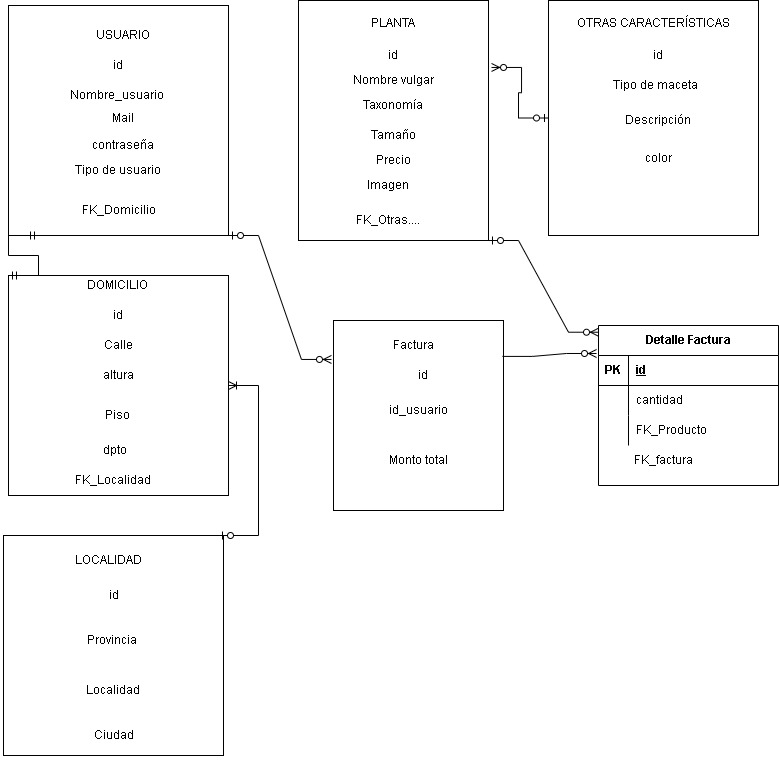 USUARIO
id
Nombre_usuario
Mail
contraseña
Tipo de usuario
FK_Domicilio
PLANTA
id
Nombre vulgar
Taxonomía
Tamaño
Precio
Imagen
FK_Otras....
OTRAS CARACTERÍSTICAS
id
Tipo de maceta
Descripción
color
DOMICILIO
id
Calle
altura
Piso
dpto
FK_Localidad
Factura
id
id_usuario
Monto total
Detalle Factura
PK id
cantidad
FK_Producto
FK_factura
LOCALIDAD
id
Provincia
Localidad
Ciudad